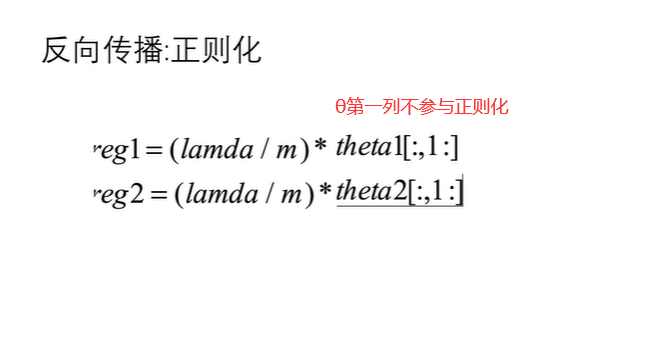 反向传播:正则化
θ第一列不参与正则化
reg1 = (lamda / m) * theta1[:,1:]
reg2 = (lamda / m) * theta2[:,1:]